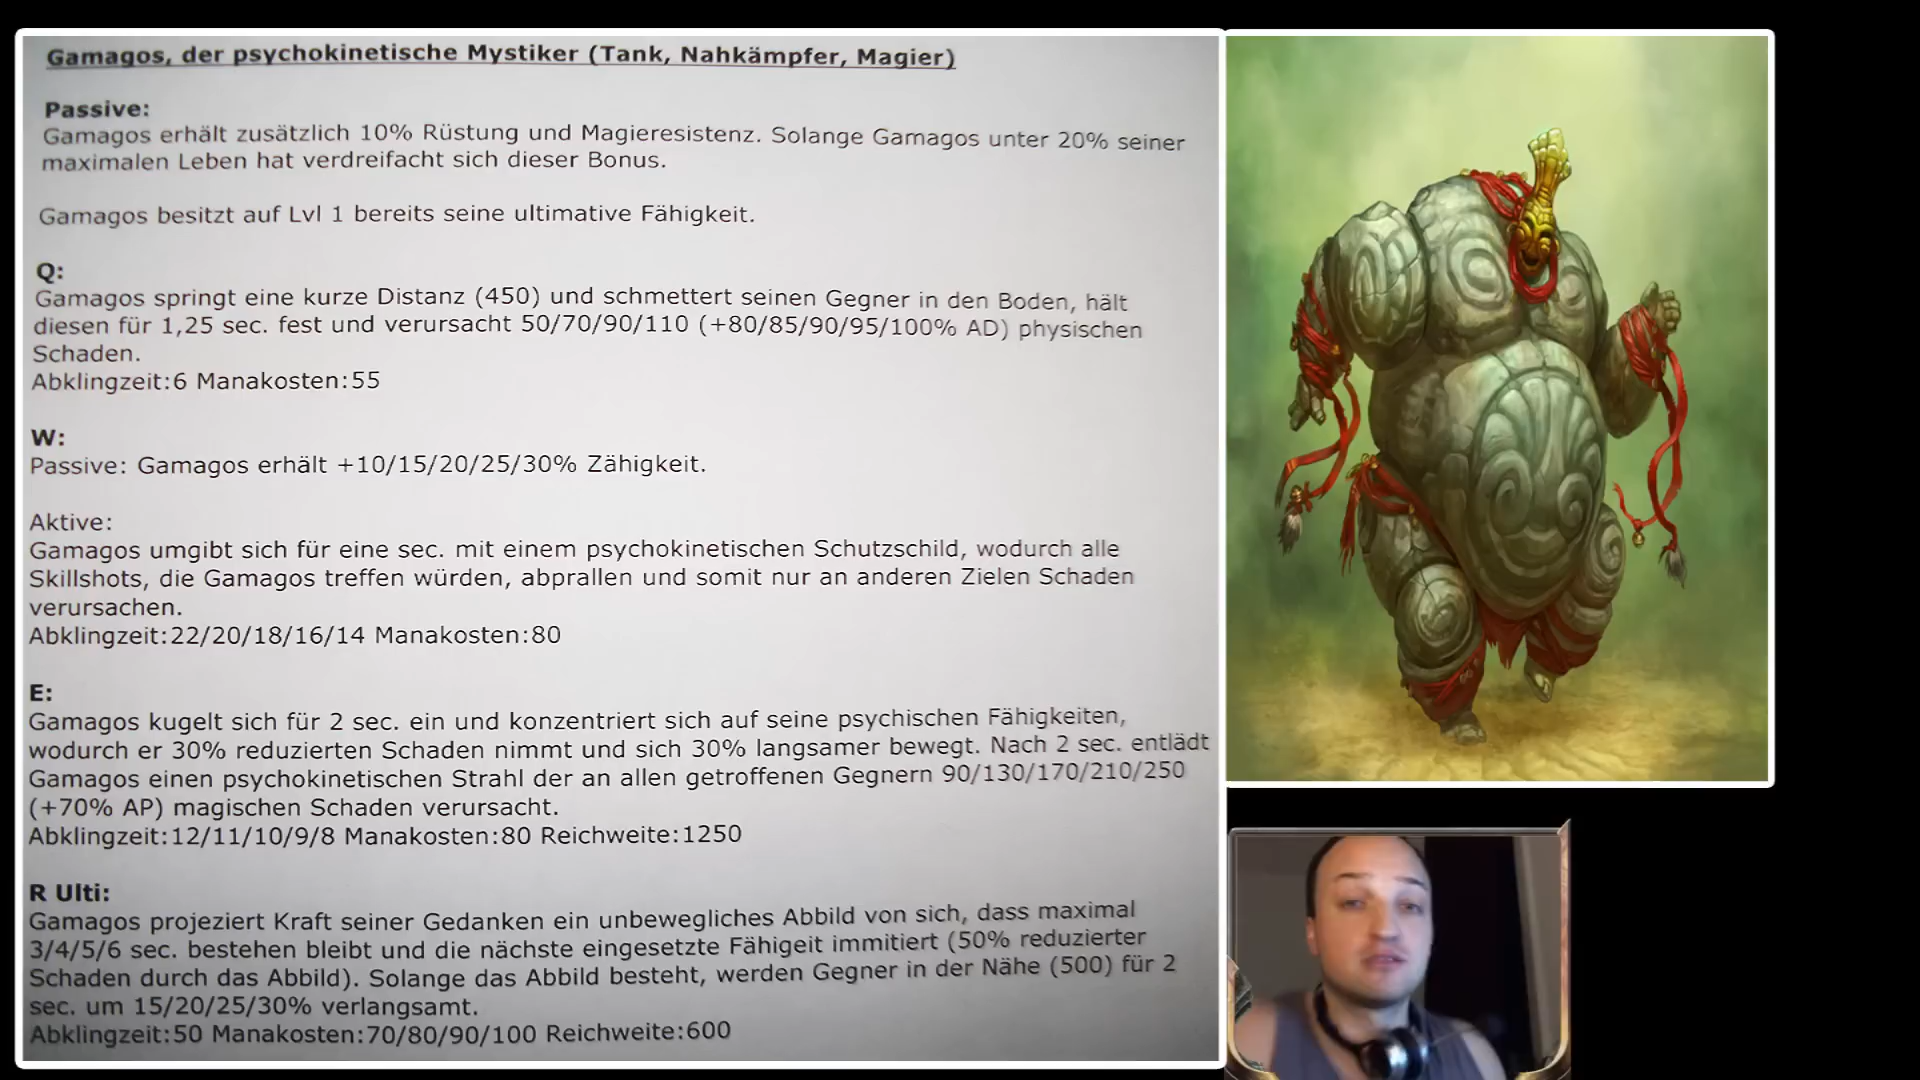 Gamagos, der psychokinetische Mystiker (Tank, Nahkämpfer, Magier)
Passive:
Gamagos erhält zusätzlich 10% Rüstung und Magieresistenz. Solange Gamagos unter 20% seiner
maximalen Leben hat verdreifacht sich dieser Bonus.
Gamagos besitzt auf Lvl 1 bereits seine ultimative Fähigkeit.
Q:
Gamagos springt eine kurze Distanz (450) und schmettert seinen Gegner in den Boden, hält
diesen für 1,25 sec. fest und verursacht 50/70/90/110 (+80/85/90/95/100% AD) physischen
Schaden.
Abklingzeit:6 Manakosten:55
W:
Passive: Gamagos erhält +10/15/20/25/30% Zähigkeit.
Aktive:
Gamagos umgibt sich für eine sec. mit einem psychokinetischen Schutzschild, wodurch alle
Skillshots, die Gamagos treffen würden, abprallen und somit nur an anderen Zielen Schaden
verursachen.
Abklingzeit:22/20/18/16/14 Manakosten:80
E:
Gamagos kugelt sich für 2 sec. ein und konzentriert sich auf seine psychischen Fähigkeiten,
wodurch er 30% reduzierten Schaden nimmt und sich 30% langsamer bewegt. Nach 2 sec. entlädt
Gamagos einen psychokinetischen Strahl der an allen getroffenen Gegnern 90/130/170/210/250
(+70% AP) magischen Schaden verursacht.
Abklingzeit:12/11/10/9/8 Manakosten:80 Reichweite:1250
R Ulti:
Gamagos projeziert Kraft seiner Gedanken ein unbewegliches Abbild von sich, dass maximal
3/4/5/6 sec. bestehen bleibt und die nächste eingesetzte Fähigeit immitiert (50% reduzierter
Schaden durch das Abbild). Solange das Abbild besteht, werden Gegner in der Nähe (500) für 2
sec. um 15/20/25/30% verlangsamt.
Abklingzeit:50 Manakosten:70/80/90/100 Reichweite:600